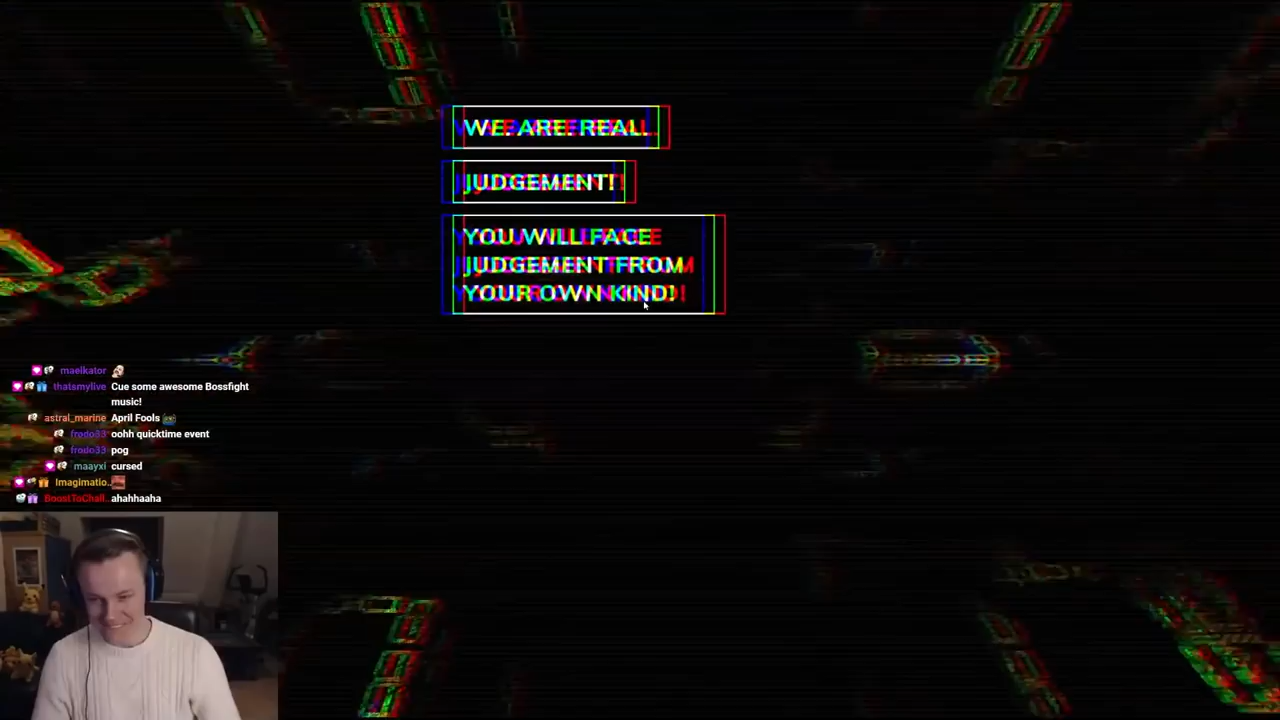 WE. ARE. REAL.
JUDGEMENT!
YOU WILL FACE
JUDGEMENT FROM
YOUR OWN KIND!
maelkator
thatsmylive Cue some awesome Bossfight
music!
astral_marine April Fools
frodo33 oohh quicktime event
frodo33 pog
maayxi cursed
Imagimatio..
BoostToChall.. ahahhaaha